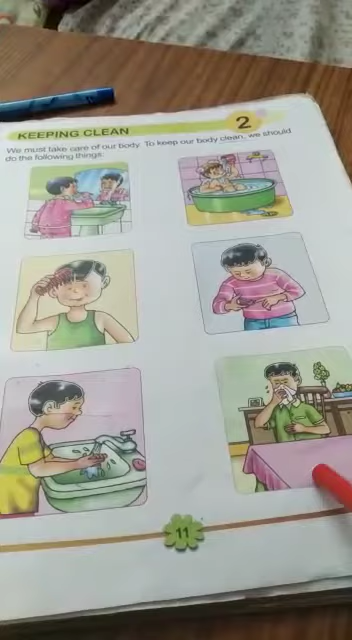 KEEPING CLEAN
2
We must take care of our body. To keep our body clean, we should
do the following things:
11